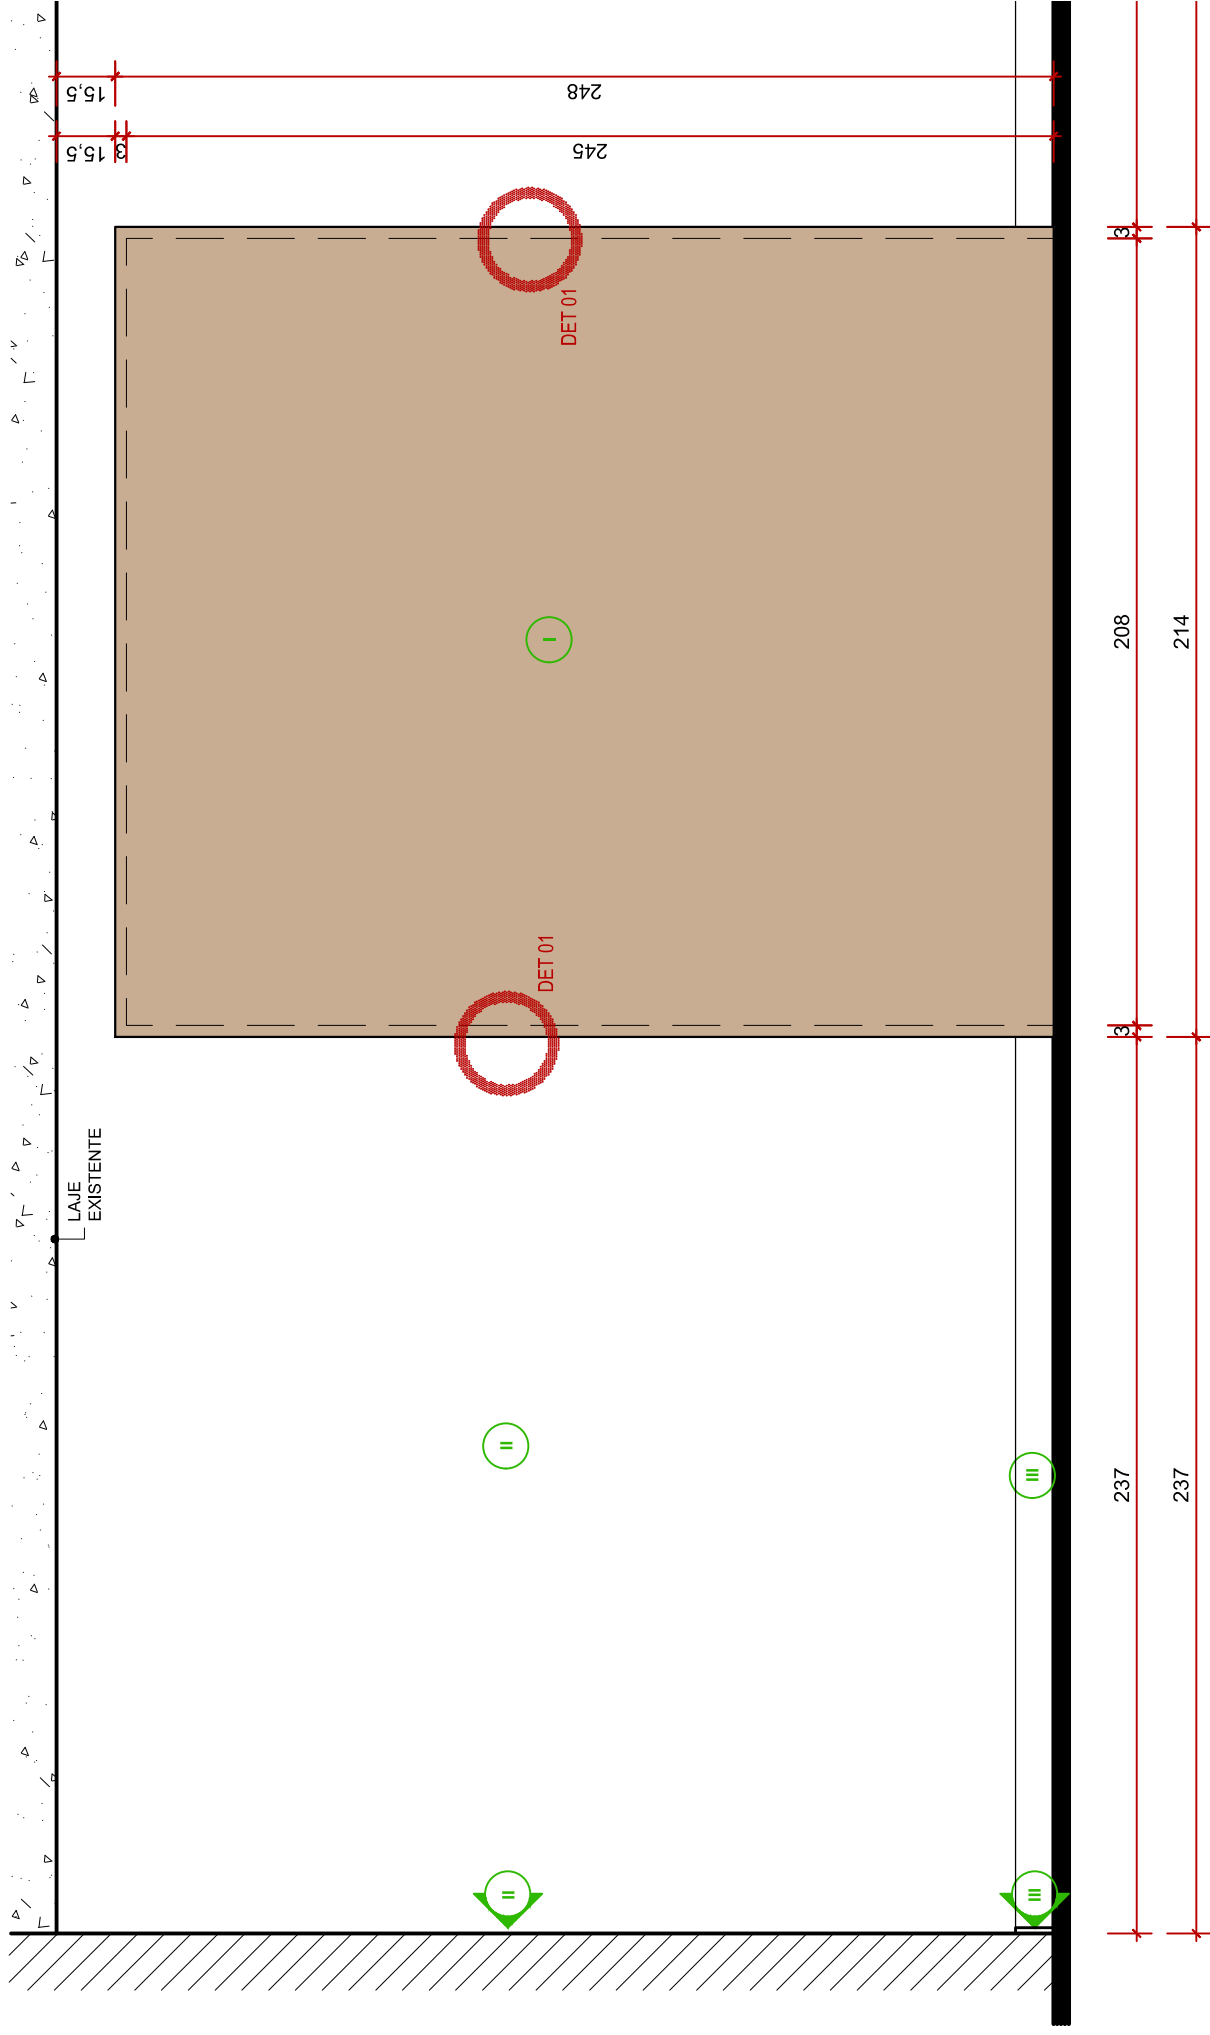 15,5
248
15,5
3
245
3
DET 01
I
208
214
DET 01
3
LAJE
EXISTENTE
II
III
237
237
II
III